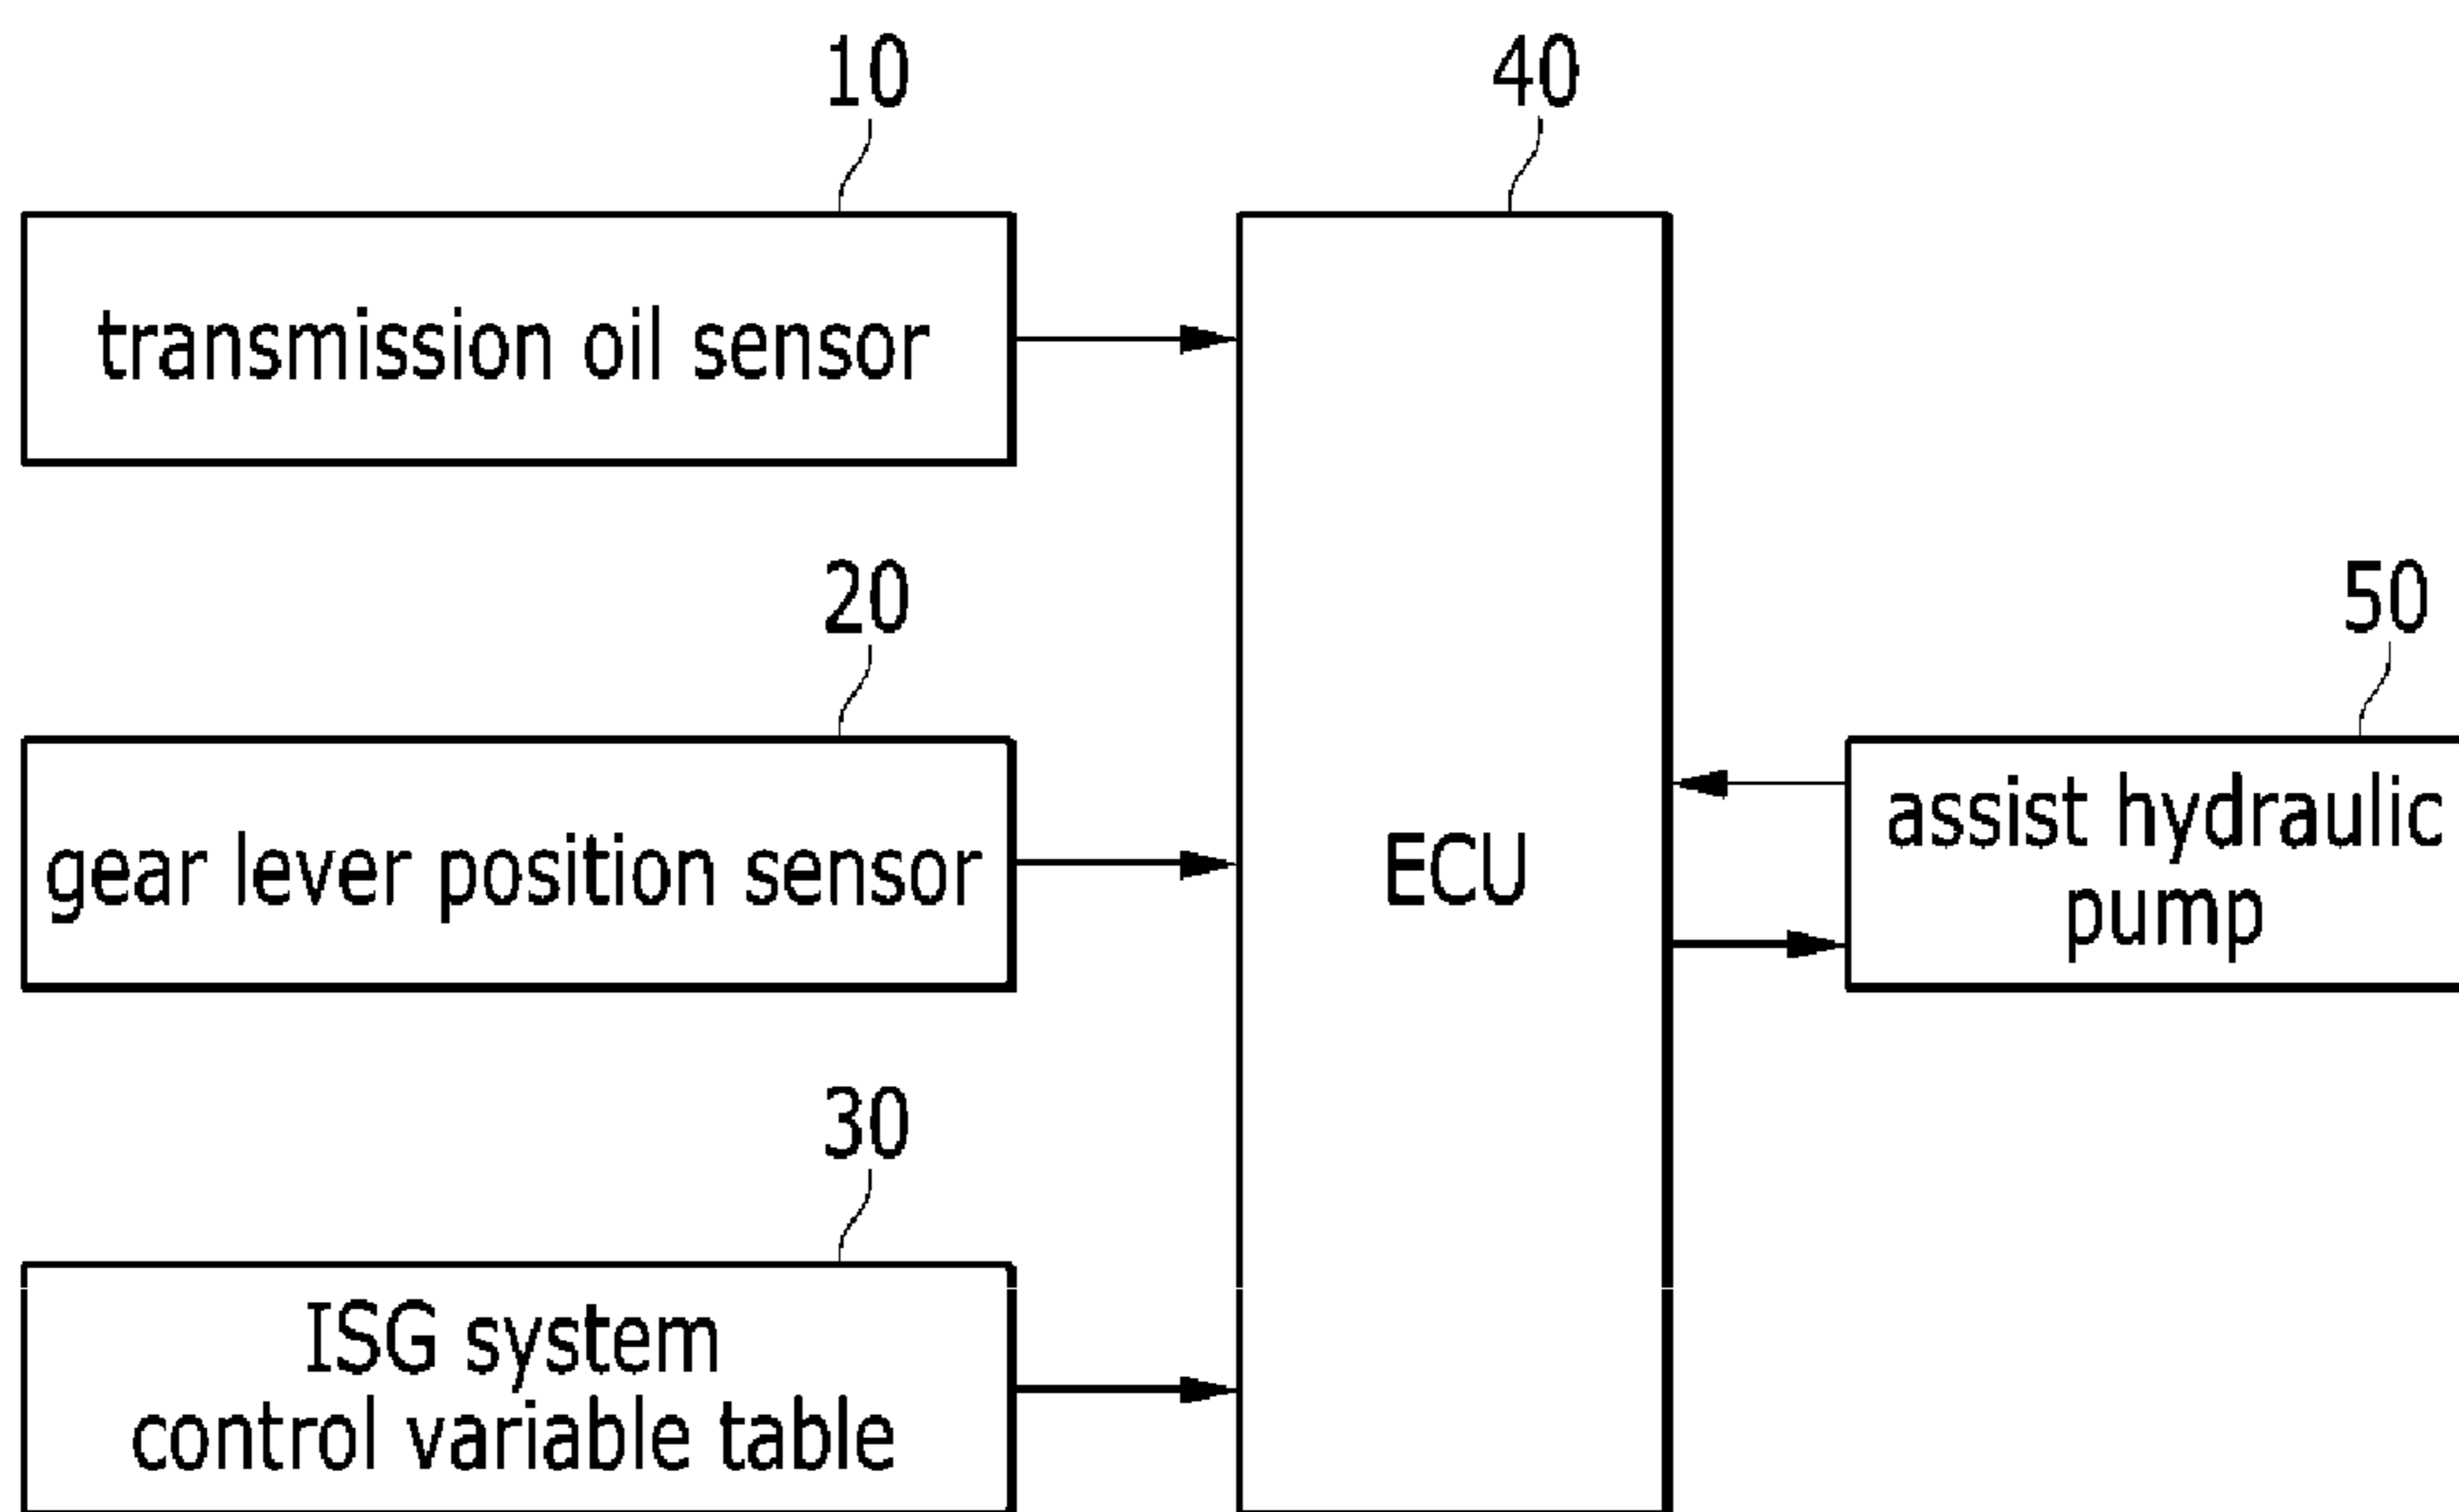 10
40
transmission oil sensor
20
50
gear lever position sensor
ECU
assist hydraulic
pump
30
ISG system
control variable table